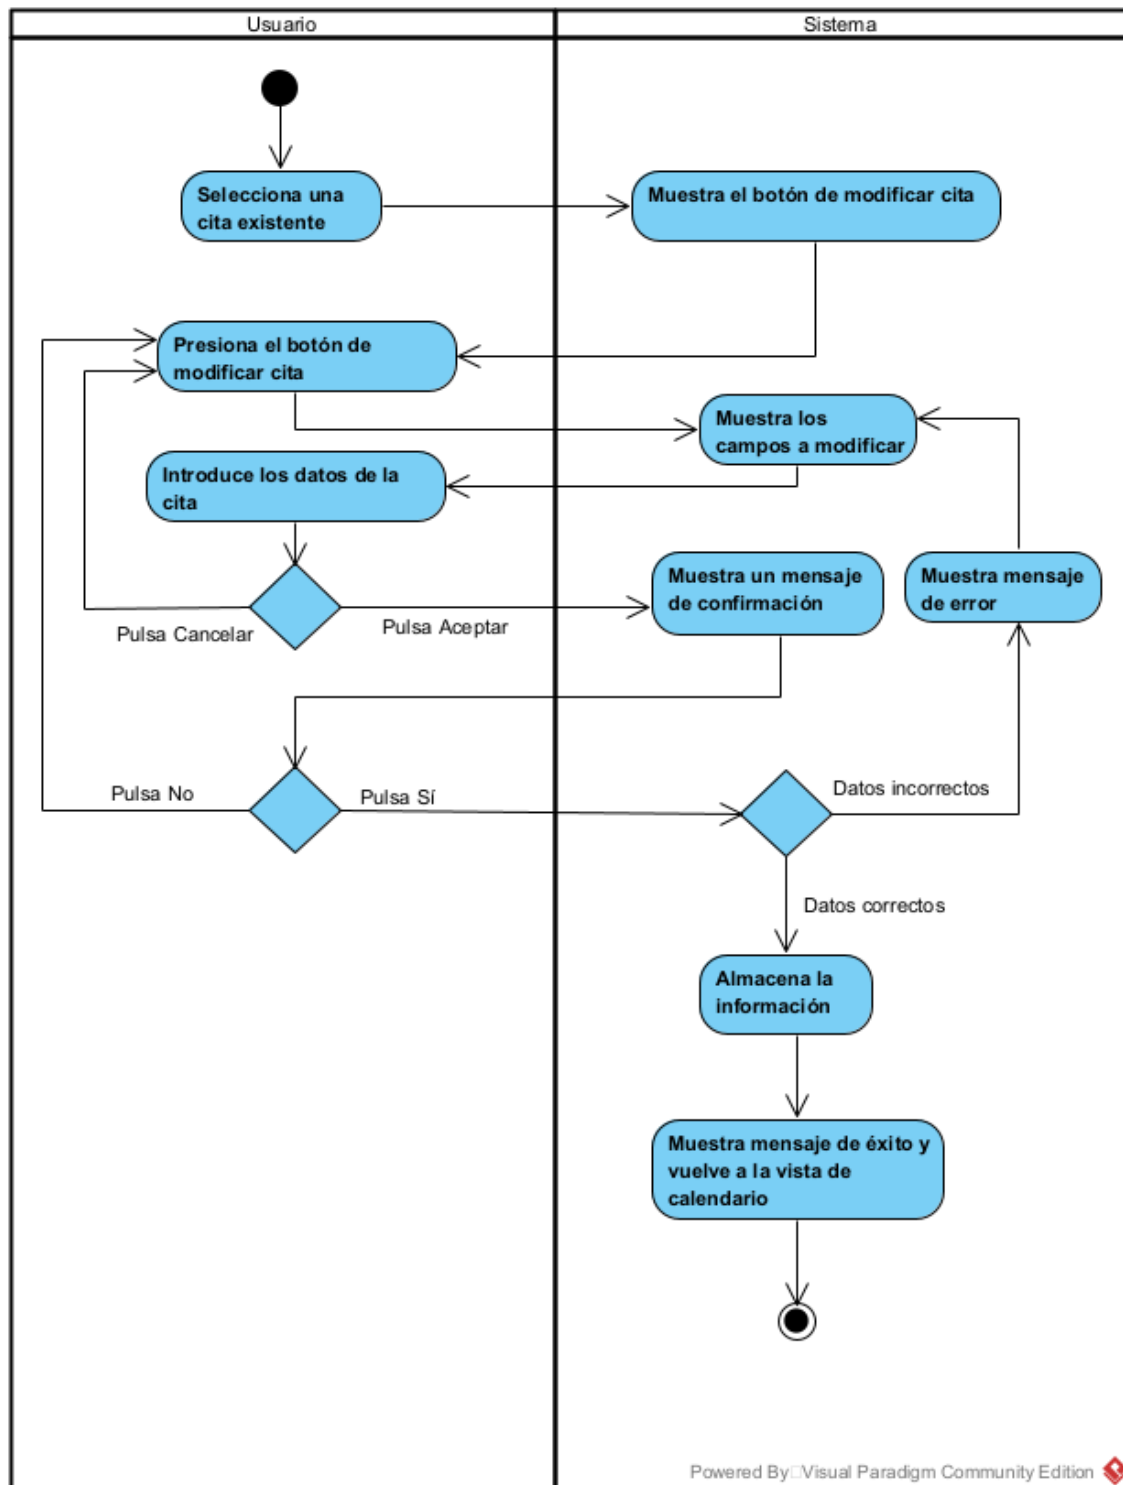 Usuario
Sistema
Selecciona una
cita existente
Muestra el botón de modificar cita
Presiona el botón de
modificar cita
Muestra los
campos a modificar
Introduce los datos de la
cita
Muestra un mensaje
de confirmación
Muestra mensaje
de error
Pulsa Cancelar
Pulsa Aceptar
Pulsa No
Pulsa Sí
Datos incorrectos
Datos correctos
Almacena la
información
Muestra mensaje de éxito y
vuelve a la vista de
calendario
Powered By Visual Paradigm Community Edition